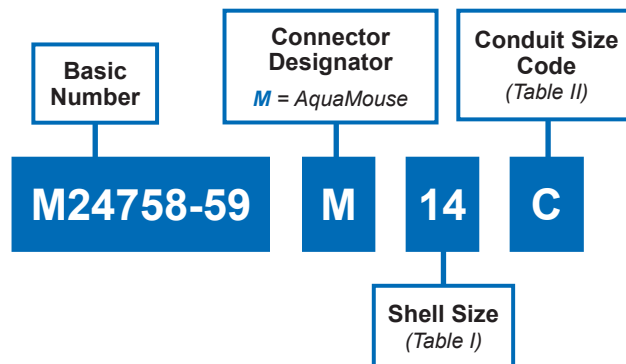 Basic
Number
Connector
Designator
M = AquaMouse
Conduit Size
Code
(Table II)
M24758-59
M
14
C
Shell Size
(Table I)